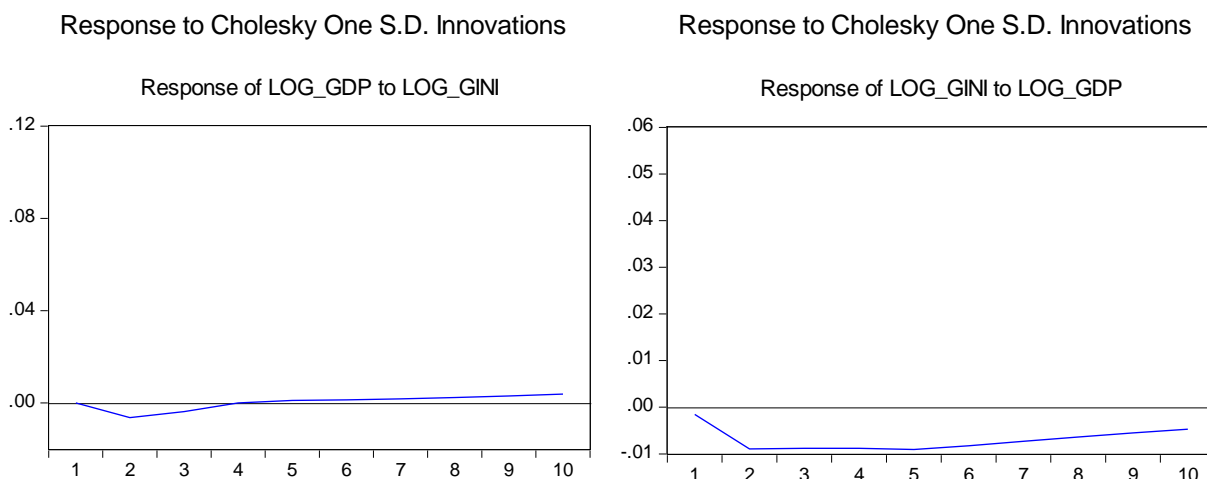 Response to Cholesky One S.D. Innovations
Response of LOG_GDP to LOG_GINI
.12
.08
.04
.00
1 2 3 4 5 6 7 8 9 10
Response to Cholesky One S.D. Innovations
Response of LOG_GINI to LOG_GDP
.06
.05
.04
.03
.02
.01
.00
-.01
1 2 3 4 5 6 7 8 9 10